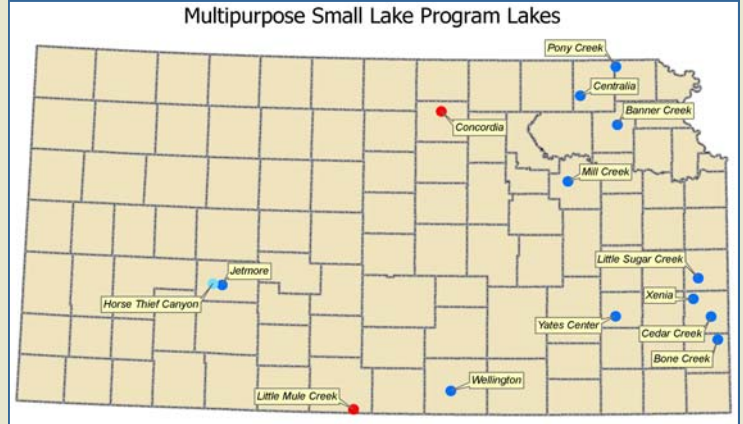 Multipurpose Small Lake Program Lakes
Pony Creek
Centralia
Banner Creek
Concordia
Mill Creek
Little Sugar Creek
Jetmore
Xenia
Horse Thief Canyon
Yates Center
Cedar Creek
Bone Creek
Wellington
Little Mule Creek